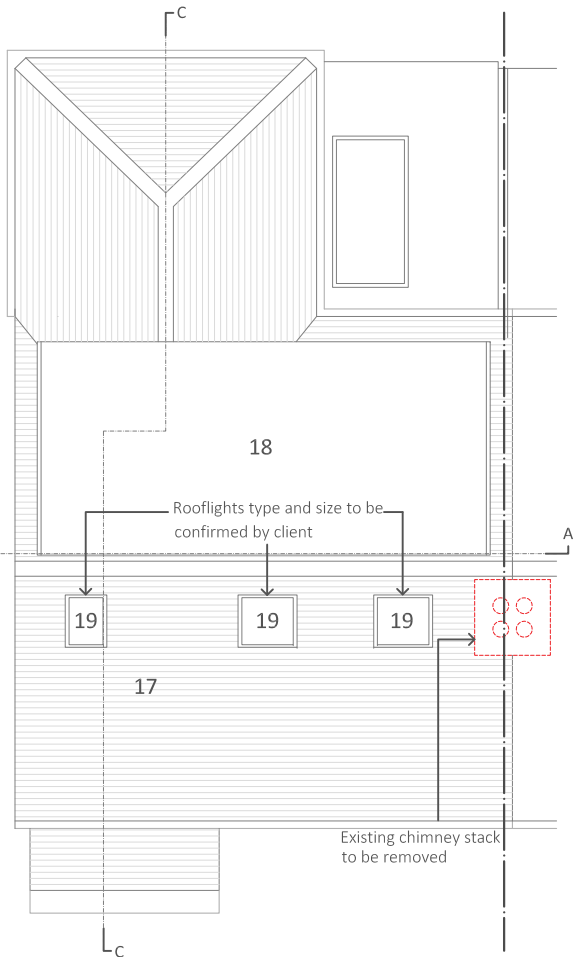 C
18
Rooflights type and size to be
confirmed by client
A
19
19
19
17
Existing chimney stack
to be removed
C